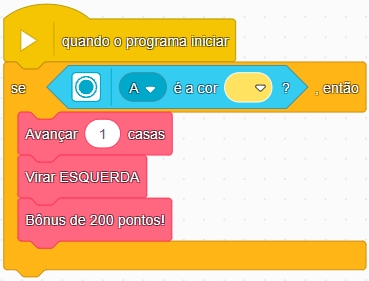 quando o programa iniciar
se A é a cor ? , então
Avançar 1 casas
Virar ESQUERDA
Bônus de 200 pontos!